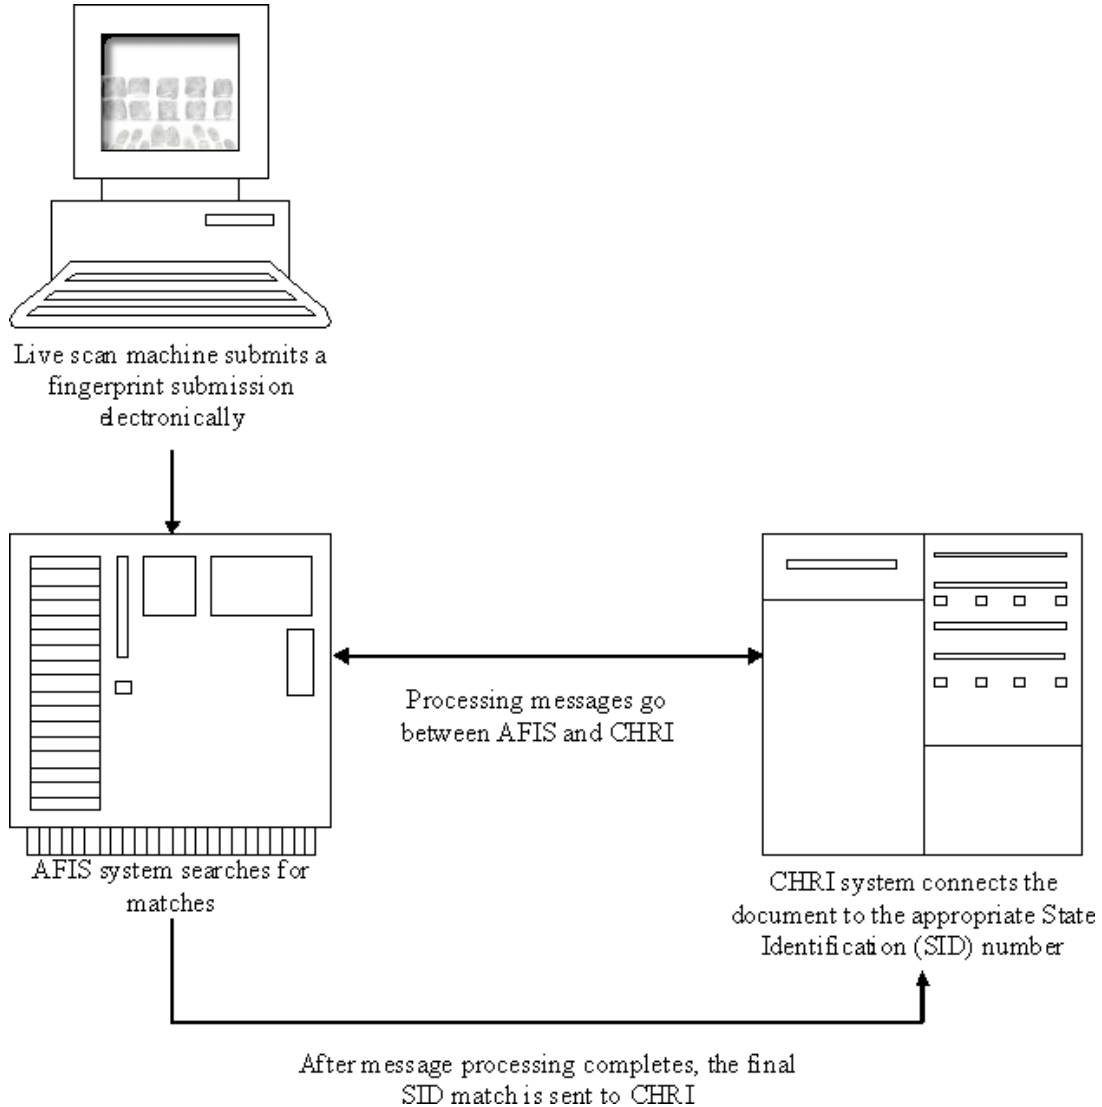 Live scan machine submits a
fingerprint submission
electronically
Processing messages go
between AFIS and CHRI
AFIS system searches for
matches
CHRI system connects the
document to the appropriate State
Identification (SID) number
After message processing completes, the final
SID match is sent to CHRI